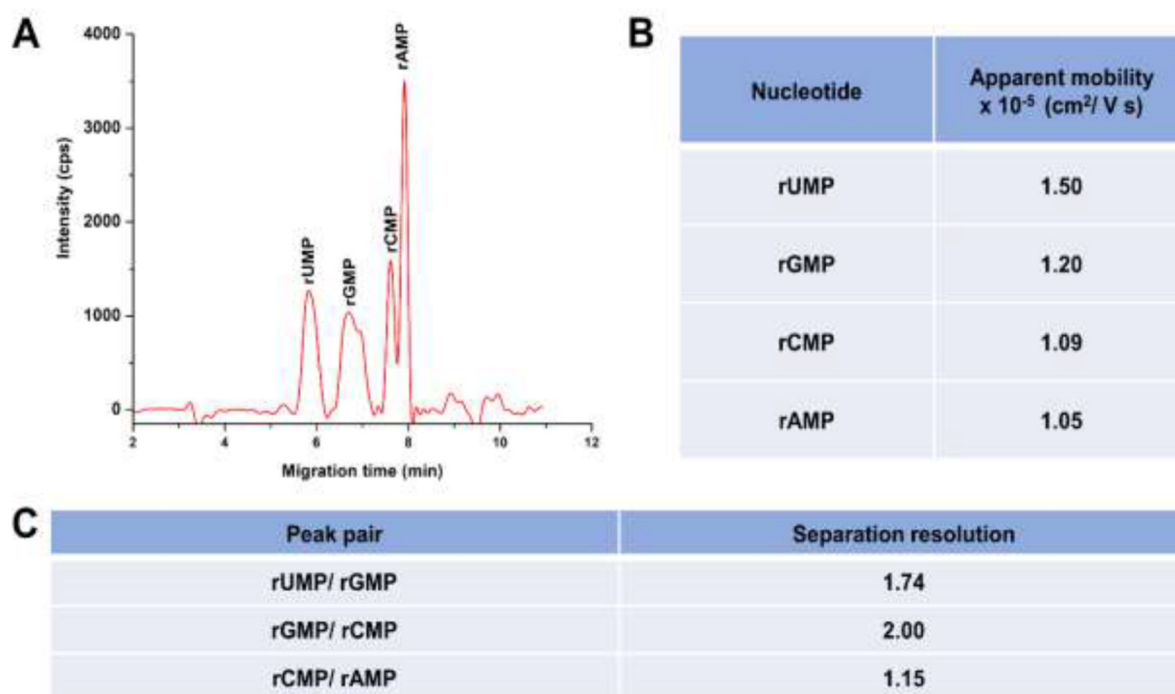 A
4000
3000
2000
1000
0
Intensity (cps)
rUMP
rGMP
rCMP
rAMP
2
4
6
8
10
12
Migration time (min)
B
Nucleotide
Apparent mobility
x 10⁻⁵ (cm²/ V s)
rUMP
1.50
rGMP
1.20
rCMP
1.09
rAMP
1.05
C
Peak pair
Separation resolution
rUMP/ rGMP
1.74
rGMP/ rCMP
2.00
rCMP/ rAMP
1.15